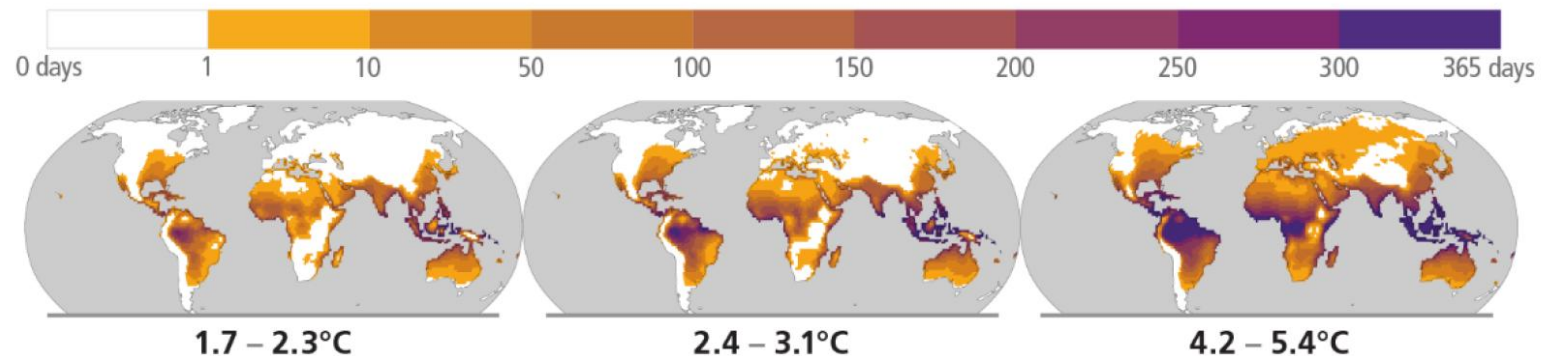 0 days 1 10 50 100 150 200 250 300 365 days
1.7 – 2.3°C 2.4 – 3.1°C 4.2 – 5.4°C